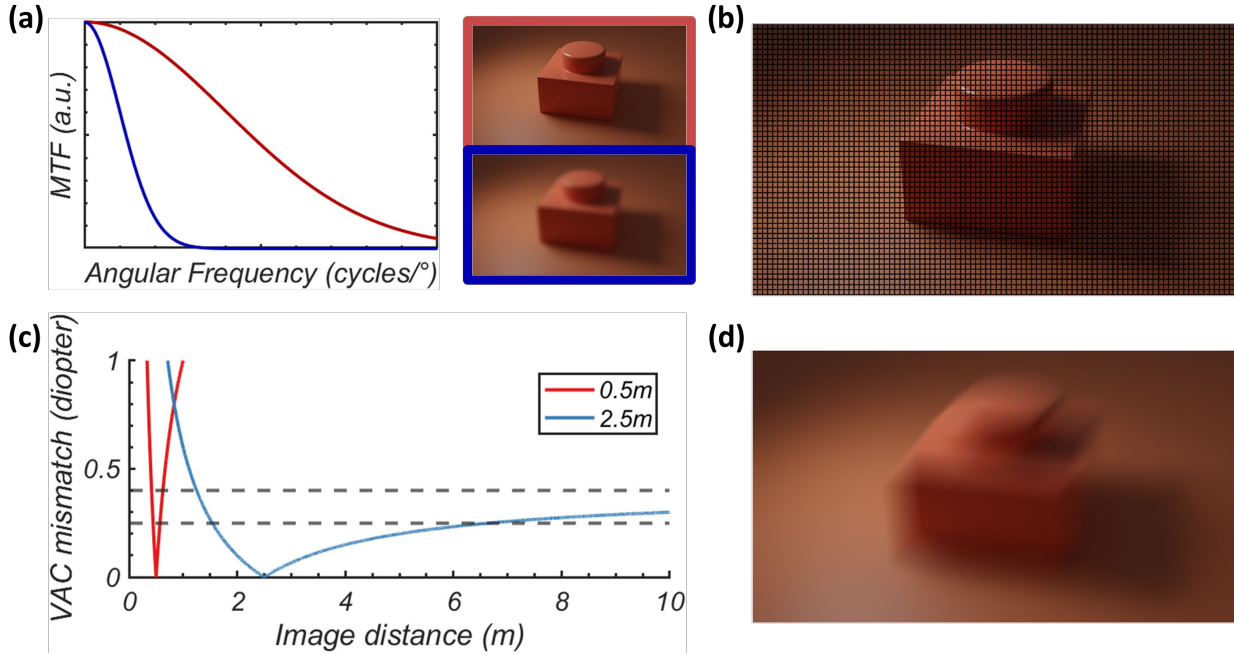 (a)
MTF (a.u.)
Angular Frequency (cycles/°)
(b)
(c)
VAC mismatch (diopter)
1
0.5
0
0 2 4 6 8 10
Image distance (m)
0.5m
2.5m
(d)